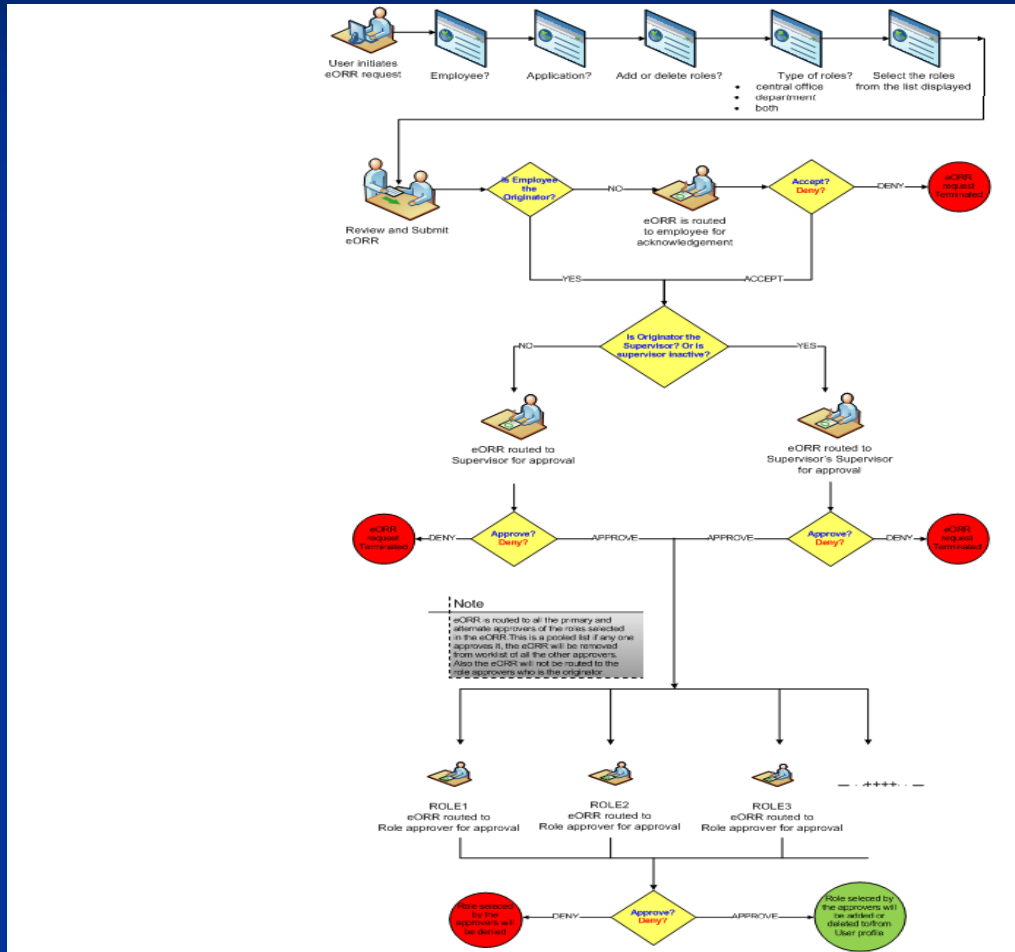 User initiates
eORR request
Employee?
Application?
Add or delete roles?
Type of roles?
• central office
• department
• both
Select the roles
from the list displayed
Review and Submit
eORR
Is Employee
the
Originator?
NO
eORR is routed
to employee for
acknowledgement
Accept?
Deny?
DENY
eORR
request
Terminated
YES
ACCEPT
Is Originator the
Supervisor? Or is
supervisor inactive?
NO
YES
eORR routed to
Supervisor for approval
eORR routed to
Supervisor's Supervisor
for approval
eORR
request
Terminated
DENY
Approve?
Deny?
APPROVE
APPROVE
Approve?
Deny?
DENY
eORR
request
Terminated
Note
eORR is routed to all the primary and
alternate approvers of the roles selected
in the eORR.This is a pooled list if any one
approves it, the eORR will be removed
from worklist of all the other approvers.
Also the eORR will not be routed to the
role approvers who is the originator
ROLE1
eORR routed to
Role approver for approval
ROLE2
eORR routed to
Role approver for approval
ROLE3
eORR routed to
Role approver for approval
Role seleced
by the
approvers will
be denied
DENY
Approve?
Deny?
APPROVE
Role seleced by
the approvers will
be added or
deleted to/from
User profile